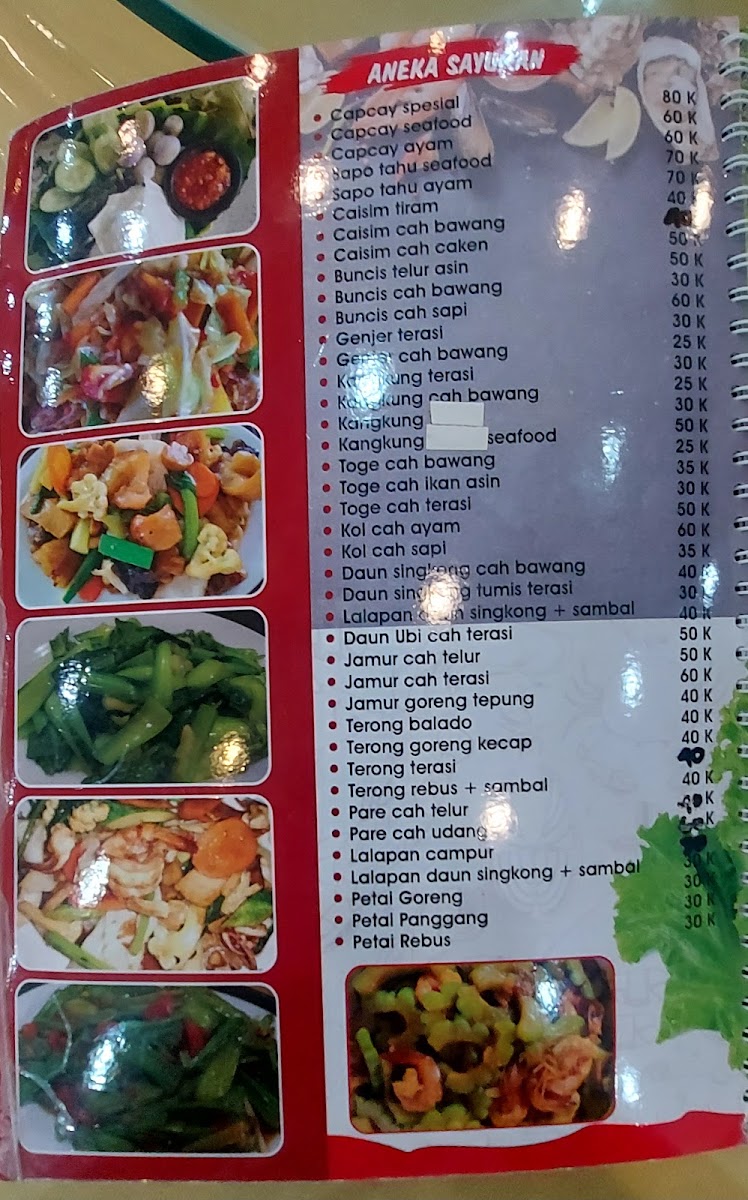 ANEKA SAYURAN
Capcay spesial 80 K
Capcay seafood 60 K
Capcay ayam 60 K
Sapo tahu seafood 70 K
Sapo tahu ayam 70 K
Caisim tiram 40 K
Caisim cah bawang 40
Caisim cah caken 50 K
Buncis telur asin 50 K
Buncis cah bawang 30 K
Buncis cah sapi 60 K
Genjer terasi 30 K
Genjer cah bawang 25 K
Kangkung terasi 30 K
Kangkung cah bawang 25 K
Kangkung 30 K
Kangkung seafood 50 K
Toge cah bawang 25 K
Toge cah ikan asin 35 K
Toge cah terasi 30 K
Kol cah ayam 50 K
Kol cah sapi 60 K
Daun singkong cah bawang 35 K
Daun singkong tumis terasi 40 K
Lalapan daun singkong + sambal 30 K
Daun Ubi cah terasi 40 K
Jamur cah telur 50 K
Jamur cah terasi 50 K
Jamur goreng tepung 60 K
Terong balado 40 K
Terong goreng kecap 40 K
Terong terasi 40 K
Terong rebus + sambal 40
Pare cah telur 40 K
Pare cah udang K
Lalapan campur K
Lalapan daun singkong + sambal 30 K
Petal Goreng 30 K
Petal Panggang 30 K
Petai Rebus 30 K